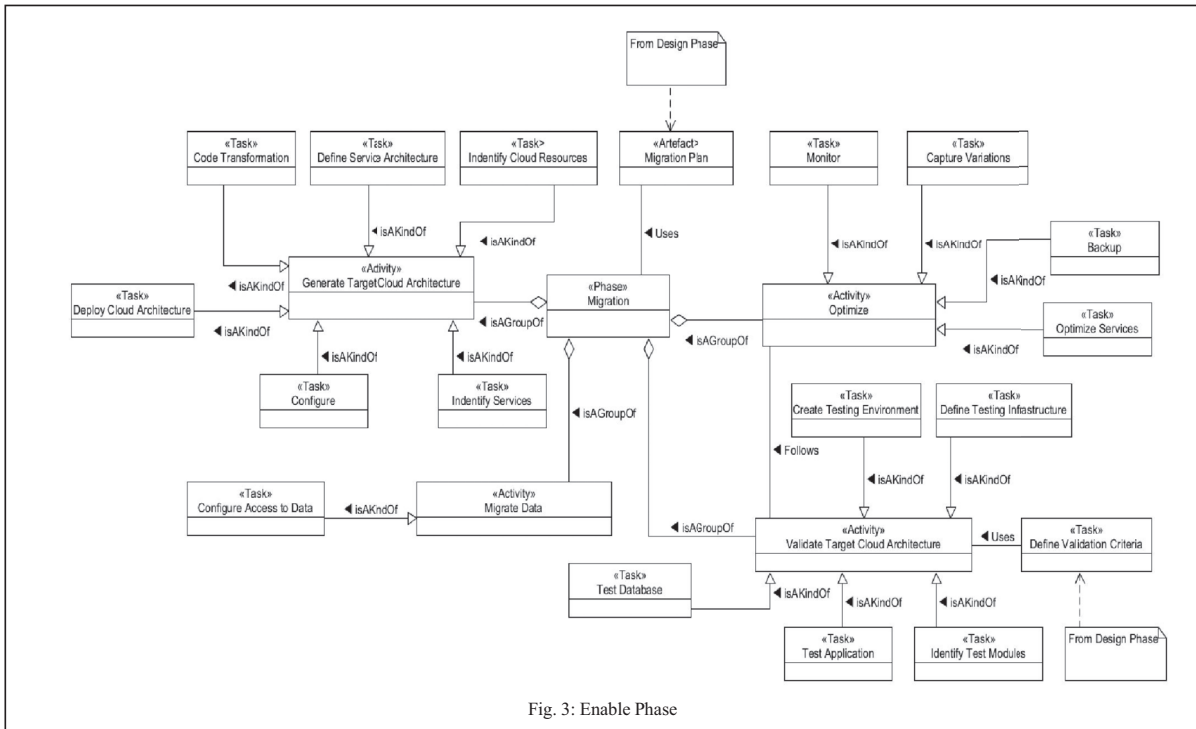 From Design Phase
«Task»
Code Transformation
«Task»
Define Service Architecture
«Task>
Indentify Cloud Resources
«Artefact>
Migration Plan
«Task»
Monitor
«Task»
Capture Variations
◀ isAKindOf
◀ isAKindOf
◀ Uses
◀ isAKindOf
◀ isAKindOf
«Task»
Backup
«Adivity»
Generate TargetCloud Architecture
◀ isAKindOf
«Phase»
Migration
«Activity»
Optimize
«Task»
Deploy Cloud Architecture
◀ isAKindOf
◀ isAGroupOf
◀ isAGroupOf
«Task»
Optimize Services
◀ isAKindOf
◀ isAKindOf
◀ isAKindOf
«Task»
Configure
«Task»
Indentify Services
◀ isAGroupOf
«Task»
Create Testing Environment
«Task»
Define Testing Infrastructure
◀ Follows
◀ isAKindOf
◀ isAKindOf
«Task»
Configure Access to Data
◀ isAKndOf
«Activity»
Migrate Data
◀ isAGroupOf
«Activity»
Validate Target Cloud Architecture
◀ Uses
«Task»
Define Validation Criteria
«Task»
Test Database
◀ isAKindOf
◀ isAKindOf
◀ isAKindOf
«Task»
Test Application
«Task»
Identify Test Modules
From Design Phase
Fig. 3: Enable Phase